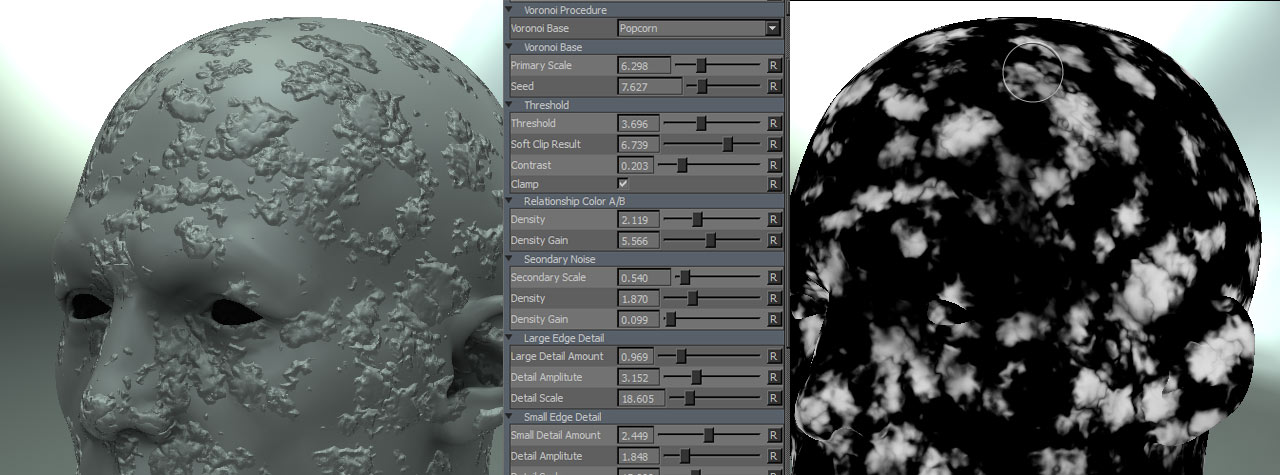 Voronoi Procedure
Voronoi Base Popcorn
Voronoi Base
Primary Scale 6.298 R
Seed 7.627 R
Threshold
Threshold 3.696 R
Soft Clip Result 6.739 R
Contrast 0.203 R
Clamp R
Relationship Color A/B
Density 2.119 R
Density Gain 5.566 R
Seondary Noise
Secondary Scale 0.540 R
Density 1.870 R
Density Gain 0.099 R
Large Edge Detail
Large Detail Amount 0.969 R
Detail Amplitute 3.152 R
Detail Scale 18.605 R
Small Edge Detail
Small Detail Amount 2.449 R
Detail Amplitute 1.848 R